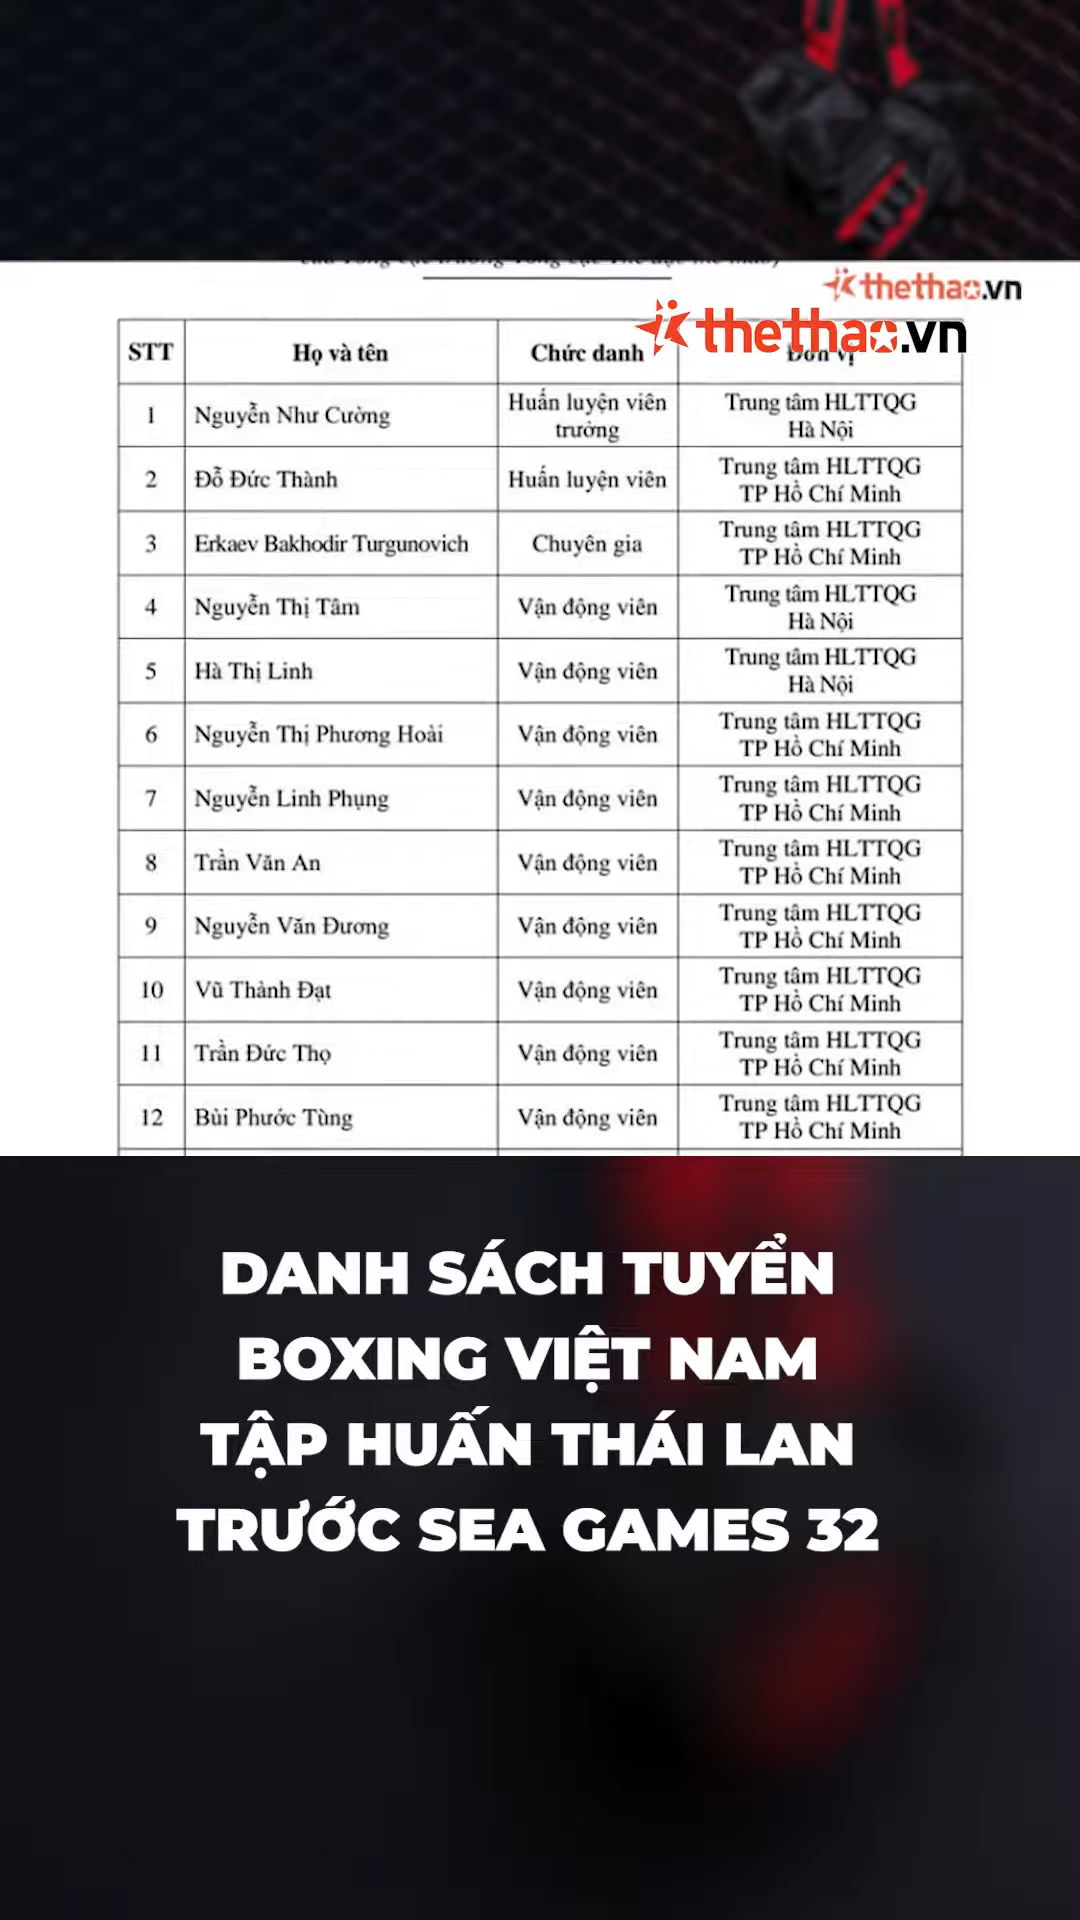 thethao.vn
thethao.vn
STT Họ và tên Chức danh Đơn vị
1 Nguyễn Như Cường Huấn luyện viên trưởng Trung tâm HLTTQG Hà Nội
2 Đỗ Đức Thành Huấn luyện viên Trung tâm HLTTQG TP Hồ Chí Minh
3 Erkaev Bakhodir Turgunovich Chuyên gia Trung tâm HLTTQG TP Hồ Chí Minh
4 Nguyễn Thị Tâm Vận động viên Trung tâm HLTTQG Hà Nội
5 Hà Thị Linh Vận động viên Trung tâm HLTTQG Hà Nội
6 Nguyễn Thị Phương Hoài Vận động viên Trung tâm HLTTQG TP Hồ Chí Minh
7 Nguyễn Linh Phụng Vận động viên Trung tâm HLTTQG TP Hồ Chí Minh
8 Trần Văn An Vận động viên Trung tâm HLTTQG TP Hồ Chí Minh
9 Nguyễn Văn Đương Vận động viên Trung tâm HLTTQG TP Hồ Chí Minh
10 Vũ Thành Đạt Vận động viên Trung tâm HLTTQG TP Hồ Chí Minh
11 Trần Đức Thọ Vận động viên Trung tâm HLTTQG TP Hồ Chí Minh
12 Bùi Phước Tùng Vận động viên Trung tâm HLTTQG TP Hồ Chí Minh
DANH SÁCH TUYỂN
BOXING VIỆT NAM
TẬP HUẤN THÁI LAN
TRƯỚC SEA GAMES 32